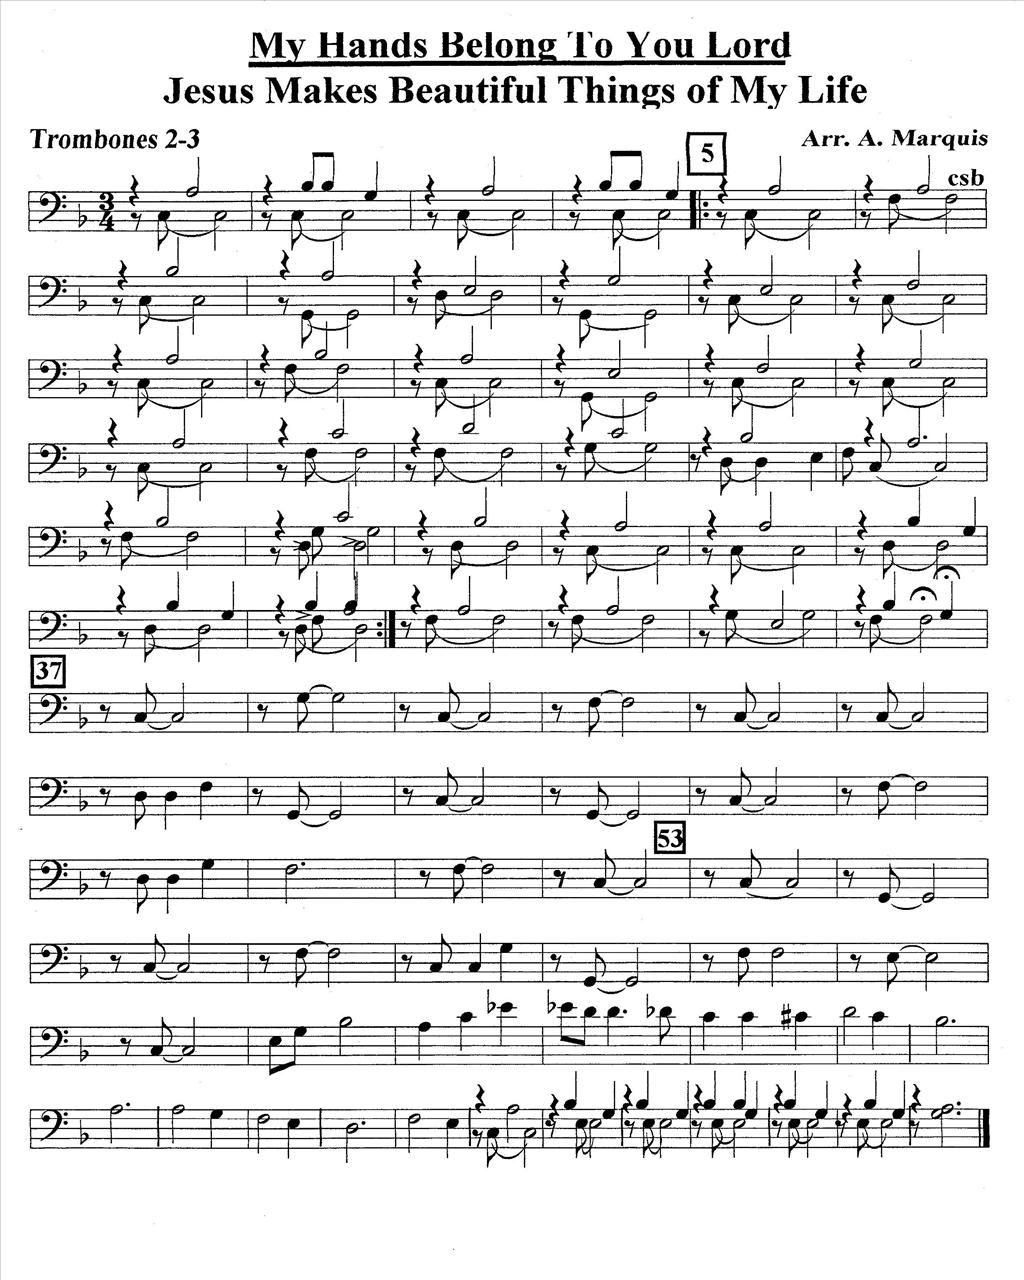 My Hands Belong To You Lord
Jesus Makes Beautiful Things of My Life
Trombones 2-3
5
Arr. A. Marquis
csb
3
4
37
53